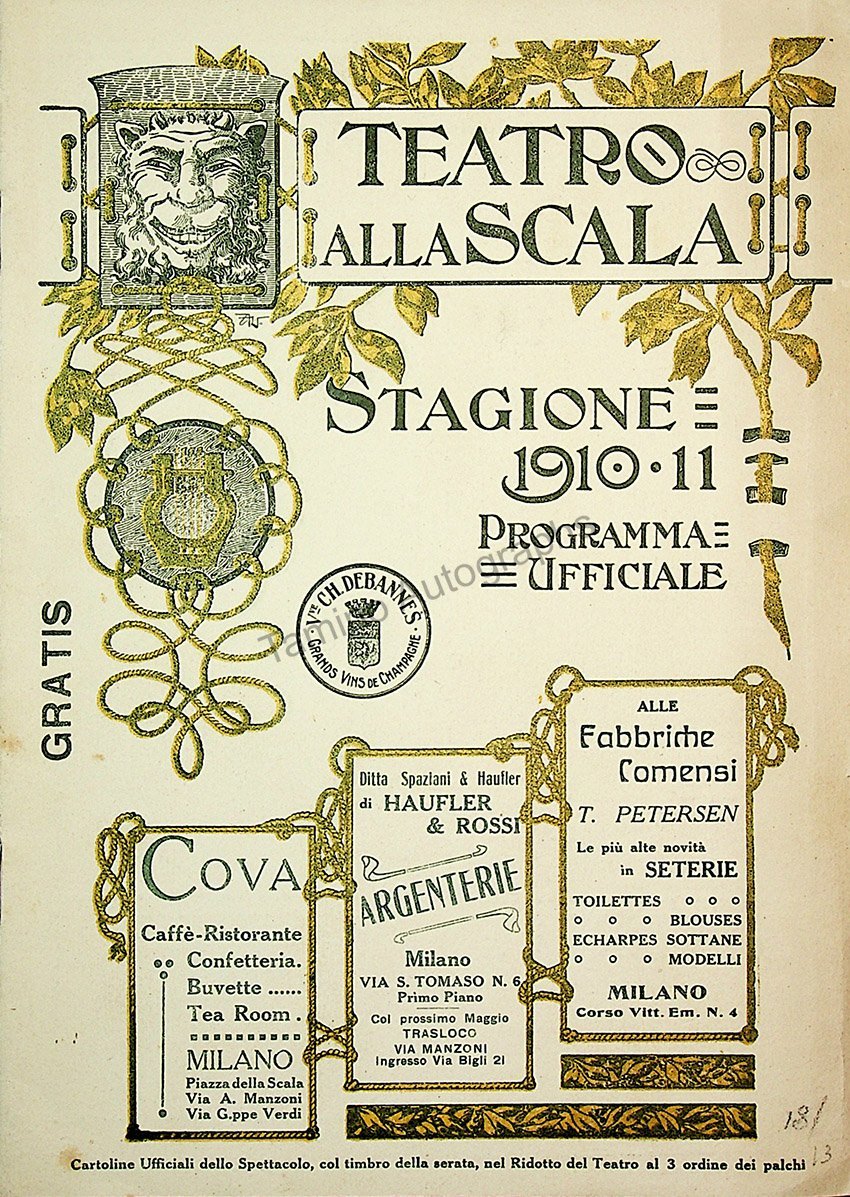 TEATRO
ALLA SCALA
STAGIONE
1910·11
PROGRAMMA
UFFICIALE
GRATIS
Vte CH. DEBANNES
GRANDS VINS DE CHAMPAGNE
Tamino Autographs
ALLE
Fabbriche
Comensi
T. PETERSEN
Le più alte novità
in SETERIE
TOILETTES
BLOUSES
ECHARPES SOTTANE
MODELLI
MILANO
Corso Vitt. Em. N. 4
Ditta Spaziani & Haufler
di HAUFLER
& ROSSI
ARGENTERIE
Milano
VIA S. TOMASO N. 6
Primo Piano
Col prossimo Maggio
TRASLOCO
VIA MANZONI
Ingresso Via Bigli 21
COVA
Caffè-Ristorante
Confetteria.
Buvette ......
Tea Room .
MILANO
Piazza della Scala
Via A. Manzoni
Via G.ppe Verdi
Cartoline Ufficiali dello Spettacolo, col timbro della serata, nel Ridotto del Teatro al 3 ordine dei palchi